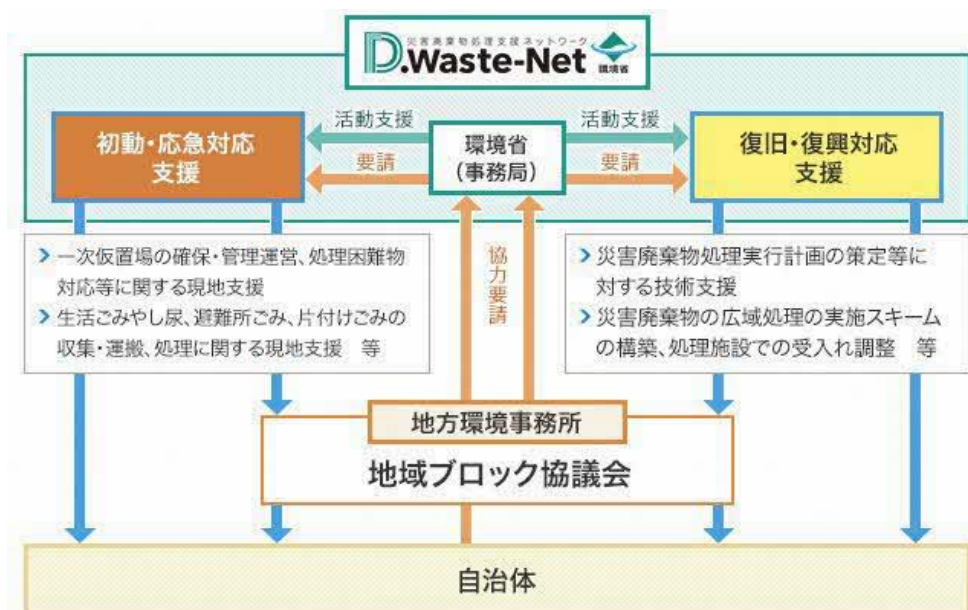 災害廃棄物処理支援ネットワーク
D.Waste-Net
環境省
初動・応急対応
支援
活動支援
要請
環境省
(事務局)
活動支援
要請
復旧・復興対応
支援
一次仮置場の確保・管理運営、処理困難物
対応等に関する現地支援
生活ごみやし尿、避難所ごみ、片付けごみの
収集・運搬、処理に関する現地支援 等
協力要請
災害廃棄物処理実行計画の策定等に
対する技術支援
災害廃棄物の広域処理の実施スキーム
の構築、処理施設での受入れ調整 等
地方環境事務所
地域ブロック協議会
自治体